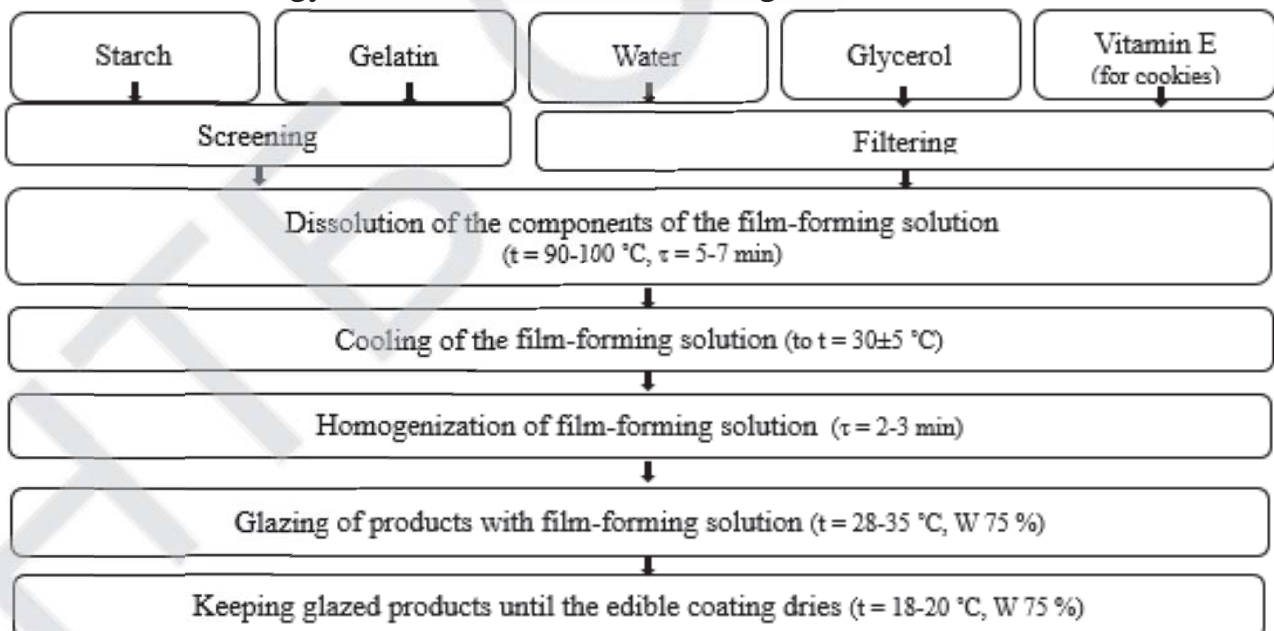 Starch
Gelatin
Water
Glycerol
Vitamin E
(for cookies)
Screening
Filtering
Dissolution of the components of the film-forming solution
(t = 90-100 °C, τ = 5-7 min)
Cooling of the film-forming solution (to t = 30±5 °C)
Homogenization of film-forming solution (τ = 2-3 min)
Glazing of products with film-forming solution (t = 28-35 °C, W 75 %)
Keeping glazed products until the edible coating dries (t = 18-20 °C, W 75 %)